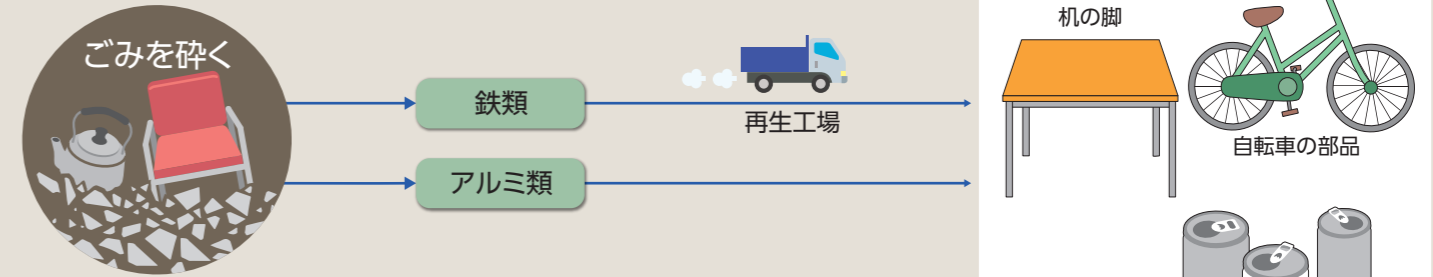 ごみを砕く
鉄類
再生工場
アルミ類
机の脚
自転車の部品